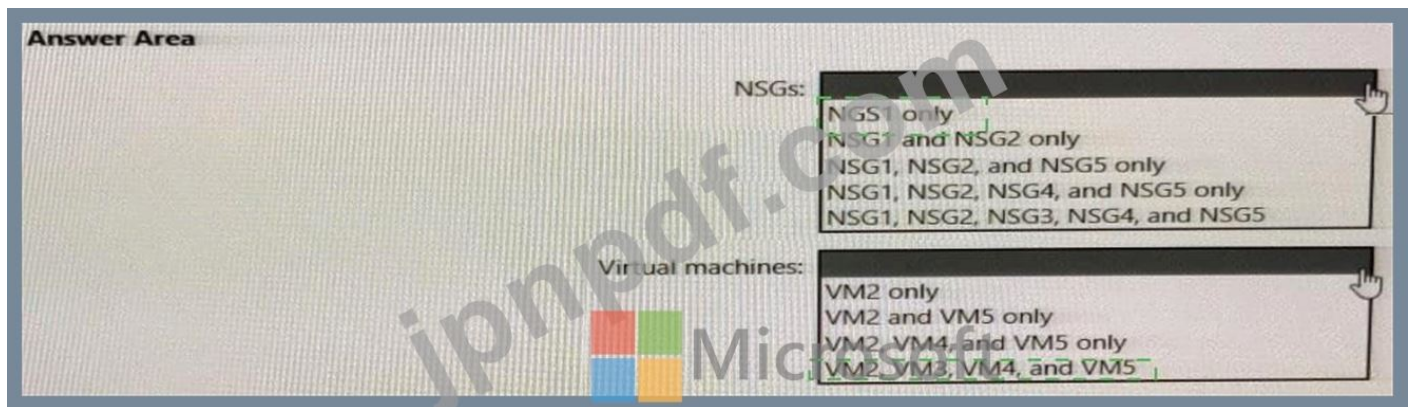 Answer Area
NSGs:
NGS1 only
NSG1 and NSG2 only
NSG1, NSG2, and NSG5 only
NSG1, NSG2, NSG4, and NSG5 only
NSG1, NSG2, NSG3, NSG4, and NSG5
Virtual machines:
VM2 only
VM2 and VM5 only
VM2, VM4, and VM5 only
VM2, VM3, VM4, and VM5
jpnpdf.com
Microsoft